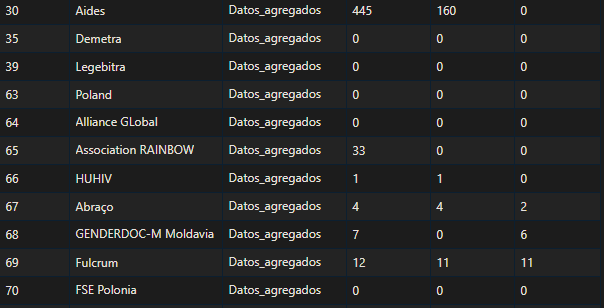 30 Aides Datos_agregados 445 160 0
35 Demetra Datos_agregados 0 0 0
39 Legebitra Datos_agregados 0 0 0
63 Poland Datos_agregados 0 0 0
64 Alliance GLobal Datos_agregados 0 0 0
65 Association RAINBOW Datos_agregados 33 0 0
66 HUHIV Datos_agregados 1 1 0
67 Abraço Datos_agregados 4 4 2
68 GENDERDOC-M Moldavia Datos_agregados 7 0 6
69 Fulcrum Datos_agregados 12 11 11
70 FSE Polonia Datos_agregados 0 0 0